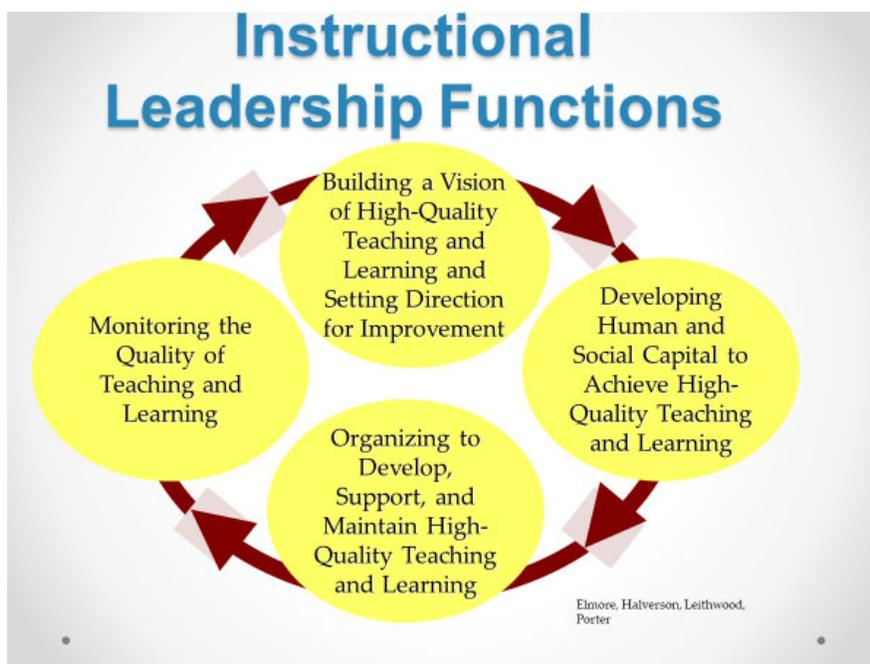 Instructional
Leadership Functions
Building a Vision
of High-Quality
Teaching and
Learning and
Setting Direction
for Improvement
Developing
Human and
Social Capital to
Achieve High-
Quality Teaching
and Learning
Organizing to
Develop,
Support, and
Maintain High-
Quality Teaching
and Learning
Monitoring the
Quality of
Teaching and
Learning
Elmore, Halverson, Leithwood,
Porter